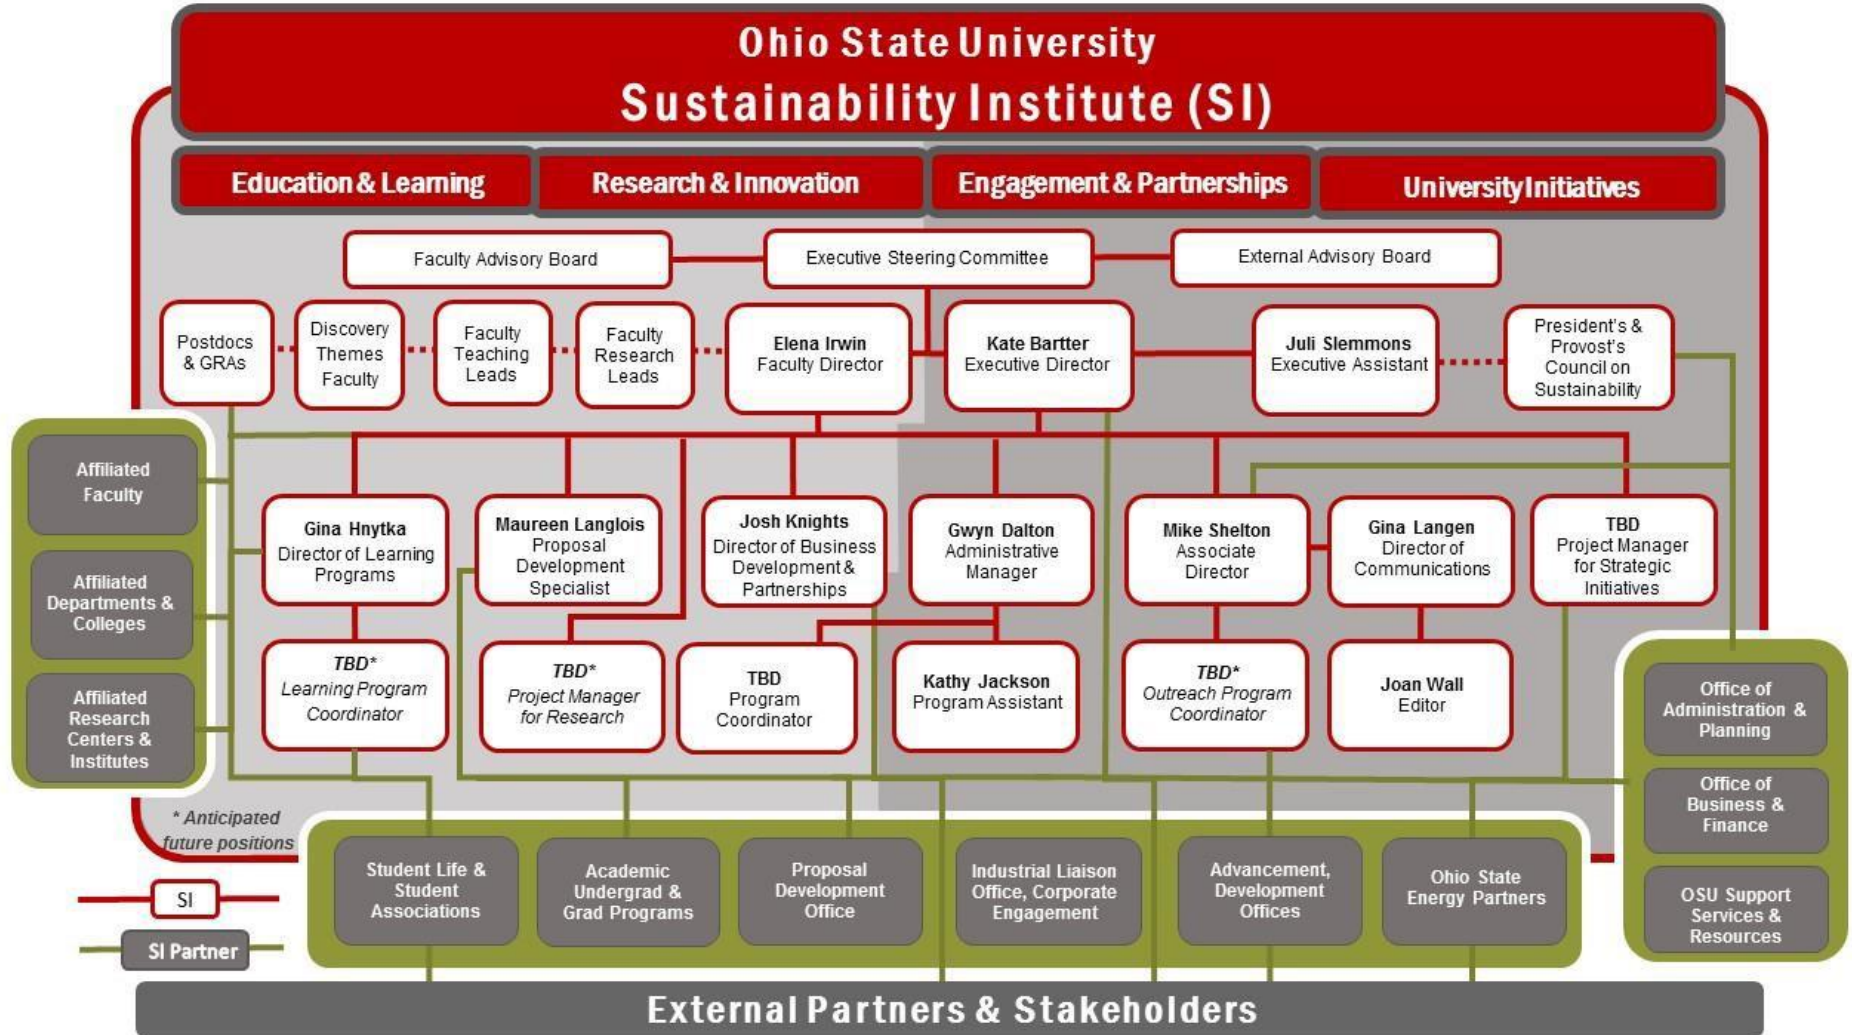 Ohio State University
Sustainability Institute (SI)
Education & Learning
Research & Innovation
Engagement & Partnerships
University Initiatives
Faculty Advisory Board
Executive Steering Committee
External Advisory Board
Postdocs
& GRAs
Discovery
Themes
Faculty
Faculty
Teaching
Leads
Faculty
Research
Leads
Elena Irwin
Faculty Director
Kate Bartter
Executive Director
Juli Slemmons
Executive Assistant
President's &
Provost's
Council on
Sustainability
Affiliated
Faculty
Affiliated
Departments &
Colleges
Affiliated
Research
Centers &
Institutes
Gina Hnytka
Director of Learning
Programs
Maureen Langlois
Proposal
Development
Specialist
Josh Knights
Director of Business
Development &
Partnerships
Gwyn Dalton
Administrative
Manager
Mike Shelton
Associate
Director
Gina Langen
Director of
Communications
TBD
Project Manager
for Strategic
Initiatives
TBD*
Learning Program
Coordinator
TBD*
Project Manager
for Research
TBD
Program
Coordinator
Kathy Jackson
Program Assistant
TBD*
Outreach Program
Coordinator
Joan Wall
Editor
Office of
Administration &
Planning
Office of
Business &
Finance
OSU Support
Services &
Resources
* Anticipated
future positions
Student Life &
Student
Associations
Academic
Undergrad &
Grad Programs
Proposal
Development
Office
Industrial Liaison
Office, Corporate
Engagement
Advancement,
Development
Offices
Ohio State
Energy Partners
SI
SI Partner
External Partners & Stakeholders